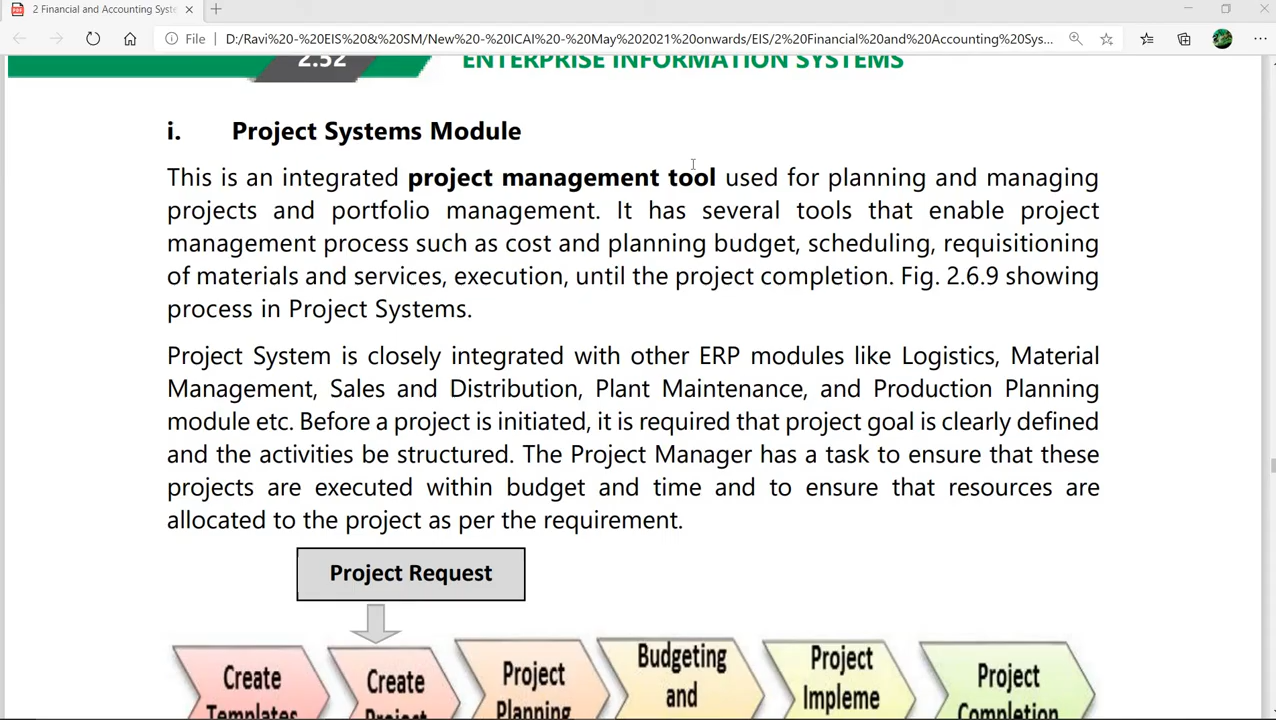 2 Financial and Accounting Syste
File
D:/Ravi%20-%20EIS%20&%20SM/New%20-%20ICAI%20-%20May%202021%20onwards/EIS/2%20Financial%20and%20Accounting%20Sys...
2.52 ENTERPRISE INFORMATION SYSTEMS
i. Project Systems Module
This is an integrated project management tool used for planning and managing
projects and portfolio management. It has several tools that enable project
management process such as cost and planning budget, scheduling, requisitioning
of materials and services, execution, until the project completion. Fig. 2.6.9 showing
process in Project Systems.
Project System is closely integrated with other ERP modules like Logistics, Material
Management, Sales and Distribution, Plant Maintenance, and Production Planning
module etc. Before a project is initiated, it is required that project goal is clearly defined
and the activities be structured. The Project Manager has a task to ensure that these
projects are executed within budget and time and to ensure that resources are
allocated to the project as per the requirement.
Project Request
Create
Templates
Create
Project
Project
Planning
Budgeting
and
Project
Impleme
Project
Completion